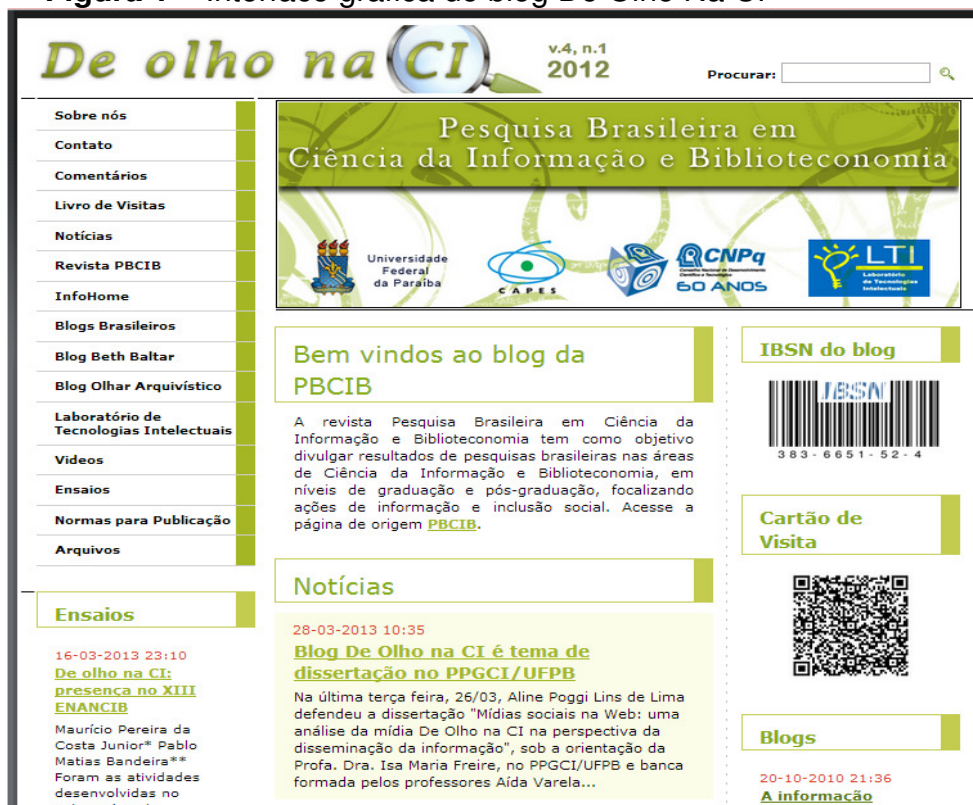 De olho na CI
v.4, n.1
2012
Procurar:
Sobre nós
Contato
Comentários
Livro de Visitas
Notícias
Revista PBCIB
InfoHome
Blogs Brasileiros
Blog Beth Baltar
Blog Olhar Arquivístico
Laboratório de
Tecnologias Intelectuais
Videos
Ensaios
Normas para Publicação
Arquivos
Ensaios
16-03-2013 23:10
De olho na CI:
presença no XIII
ENANCIB
Maurício Pereira da
Costa Junior* Pablo
Matias Bandeira**
Foram as atividades
desenvolvidas no
Pesquisa Brasileira em
Ciência da Informação e Biblioteconomia
Universidade
Federal
da Paraíba
CAPES
CNPq
Conselho Nacional de Desenvolvimento
Científico e Tecnológico
60 ANOS
LTI
Laboratório
de Tecnologias
Intelectuais
Bem vindos ao blog da
PBCIB
A revista Pesquisa Brasileira em Ciência da
Informação e Biblioteconomia tem como objetivo
divulgar resultados de pesquisas brasileiras nas áreas
de Ciência da Informação e Biblioteconomia, em
níveis de graduação e pós-graduação, focalizando
ações de informação e inclusão social. Acesse a
página de origem PBCIB.
Notícias
28-03-2013 10:35
Blog De Olho na CI é tema de
dissertação no PPGCI/UFPB
Na última terça feira, 26/03, Aline Poggi Lins de Lima
defendeu a dissertação "Mídias sociais na Web: uma
análise da mídia De Olho na CI na perspectiva da
disseminação da informação", sob a orientação da
Profa. Dra. Isa Maria Freire, no PPGCI/UFPB e banca
formada pelos professores Aída Varela...
IBSN do blog
IBSN
383-6651-52-4
Cartão de
Visita
Blogs
20-10-2010 21:36
A informação